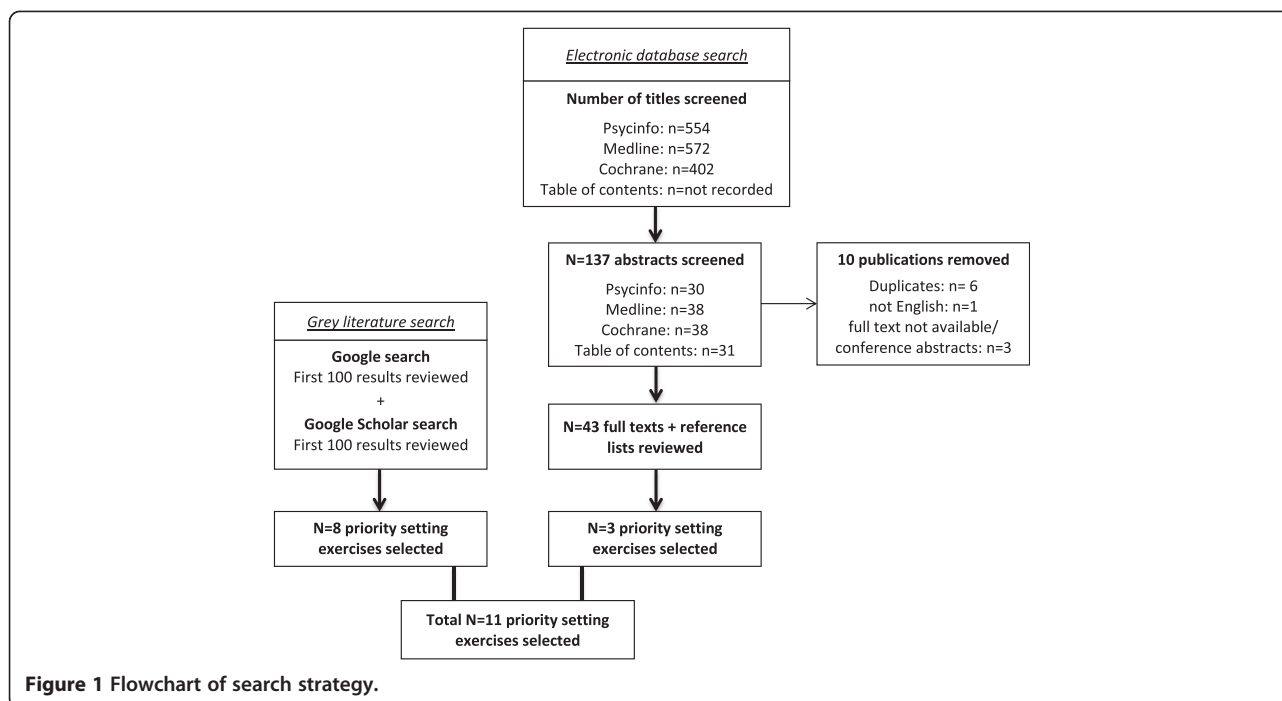 Electronic database search
Number of titles screened
Psycinfo: n=554
Medline: n=572
Cochrane: n=402
Table of contents: n=not recorded
N=137 abstracts screened
Psycinfo: n=30
Medline: n=38
Cochrane: n=38
Table of contents: n=31
10 publications removed
Duplicates: n= 6
not English: n=1
full text not available/
conference abstracts: n=3
Grey literature search
Google search
First 100 results reviewed
+
Google Scholar search
First 100 results reviewed
N=43 full texts + reference
lists reviewed
N=8 priority setting
exercises selected
N=3 priority setting
exercises selected
Total N=11 priority setting
exercises selected
Figure 1 Flowchart of search strategy.